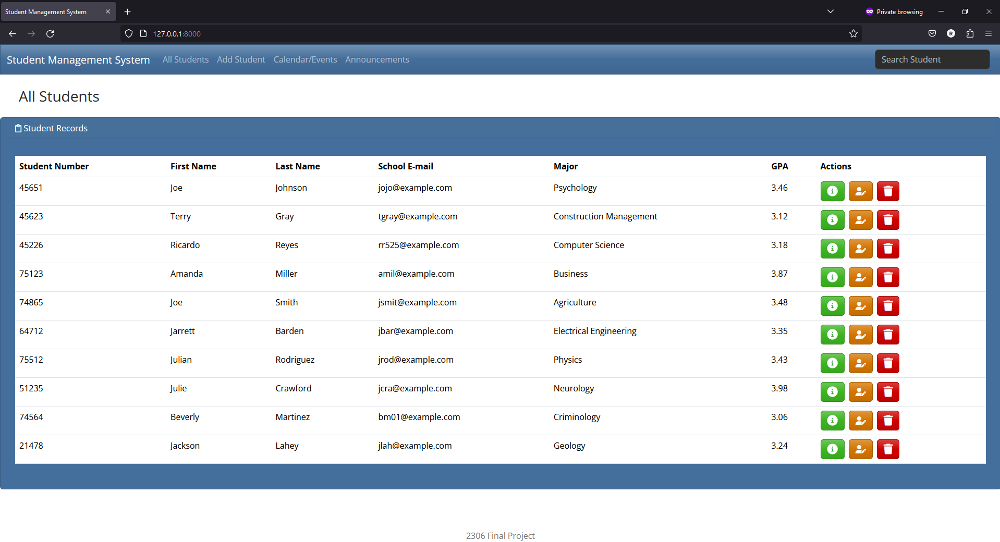 Student Management System
Private browsing
127.0.0.1:8000
Student Management System All Students Add Student Calendar/Events Announcements Search Student
All Students
Student Records
Student Number First Name Last Name School E-mail Major GPA Actions
45651 Joe Johnson jojo@example.com Psychology 3.46
45623 Terry Gray tgray@example.com Construction Management 3.12
45226 Ricardo Reyes rr525@example.com Computer Science 3.18
75123 Amanda Miller amil@example.com Business 3.87
74865 Joe Smith jsmit@example.com Agriculture 3.48
64712 Jarrett Barden jbar@example.com Electrical Engineering 3.35
75512 Julian Rodriguez jrod@example.com Physics 3.43
51235 Julie Crawford jcra@example.com Neurology 3.98
74564 Beverly Martinez bm01@example.com Criminology 3.06
21478 Jackson Lahey jlah@example.com Geology 3.24
2306 Final Project